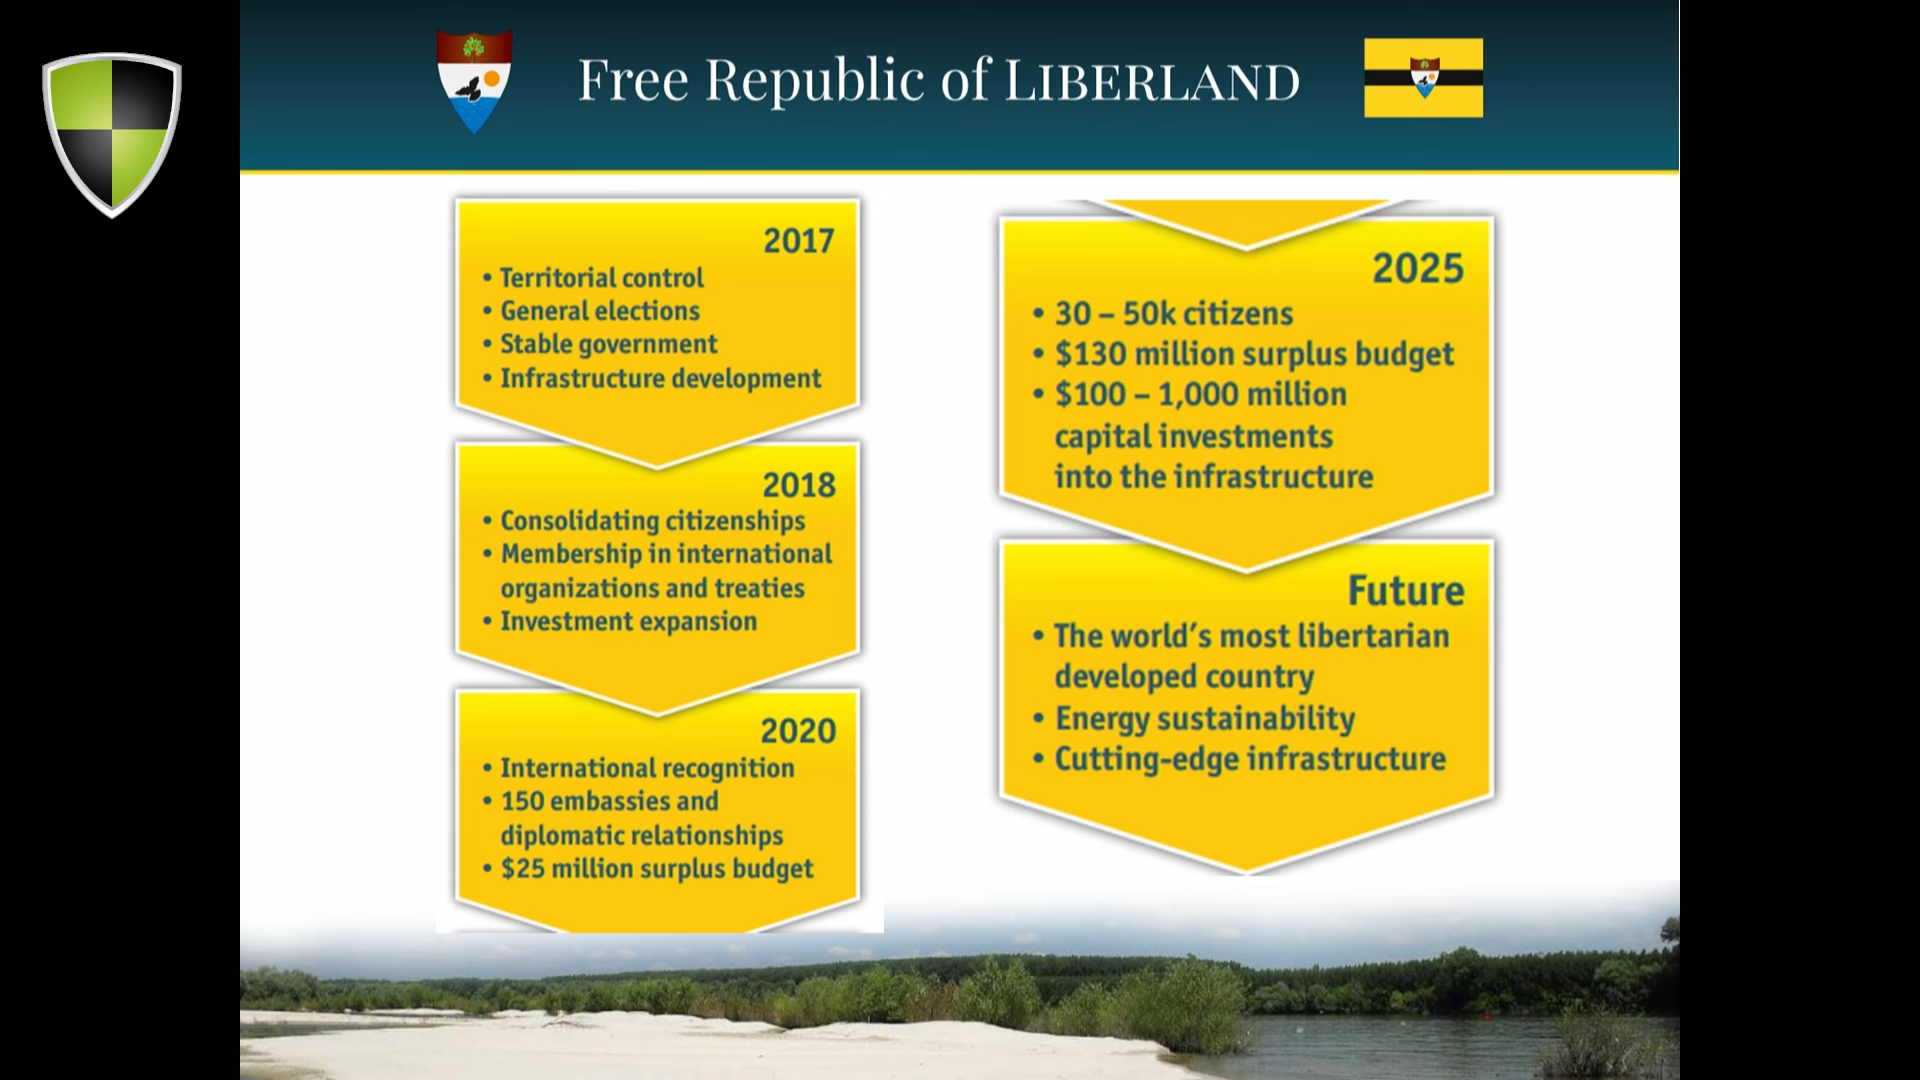 Free Republic of LIBERLAND
2017
• Territorial control
• General elections
• Stable government
• Infrastructure development
2018
• Consolidating citizenships
• Membership in international
organizations and treaties
• Investment expansion
2020
• International recognition
• 150 embassies and
diplomatic relationships
• $25 million surplus budget
2025
• 30 – 50k citizens
• $130 million surplus budget
• $100 – 1,000 million
capital investments
into the infrastructure
Future
• The world’s most libertarian
developed country
• Energy sustainability
• Cutting-edge infrastructure